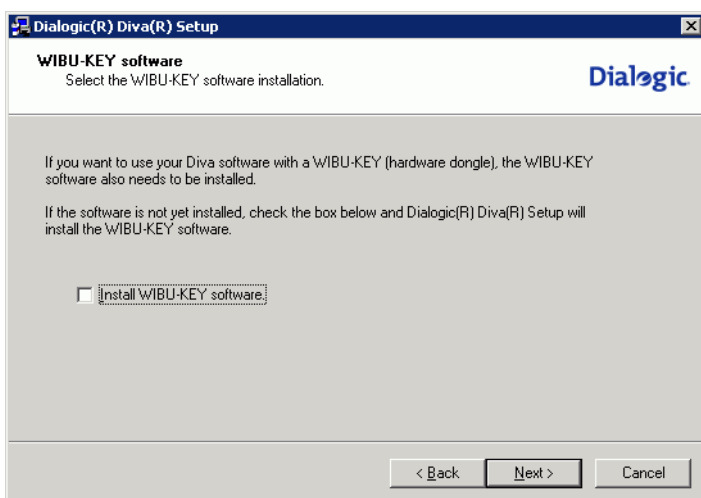 Dialogic(R) Diva(R) Setup
WIBU-KEY software
Select the WIBU-KEY software installation.
Dialogic.
If you want to use your Diva software with a WIBU-KEY (hardware dongle), the WIBU-KEY
software also needs to be installed.
If the software is not yet installed, check the box below and Dialogic(R) Diva(R) Setup will
install the WIBU-KEY software.
Install WIBU-KEY software.
< Back
Next >
Cancel